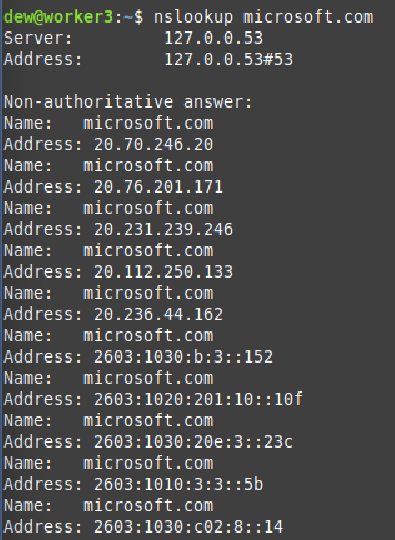 dew@worker3:~$ nslookup microsoft.com
Server:         127.0.0.53
Address:        127.0.0.53#53

Non-authoritative answer:
Name:   microsoft.com
Address: 20.70.246.20
Name:   microsoft.com
Address: 20.76.201.171
Name:   microsoft.com
Address: 20.231.239.246
Name:   microsoft.com
Address: 20.112.250.133
Name:   microsoft.com
Address: 20.236.44.162
Name:   microsoft.com
Address: 2603:1030:b:3::152
Name:   microsoft.com
Address: 2603:1020:201:10::10f
Name:   microsoft.com
Address: 2603:1030:20e:3::23c
Name:   microsoft.com
Address: 2603:1010:3:3::5b
Name:   microsoft.com
Address: 2603:1030:c02:8::14